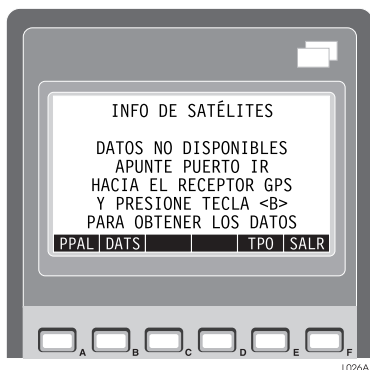 INFO DE SATÉLITES
DATOS NO DISPONIBLES
APUNTE PUERTO IR
HACIA EL RECEPTOR GPS
Y PRESIONE TECLA <B>
PARA OBTENER LOS DATOS
PPAL DATS TPO SALR
A B C D E F
L026A